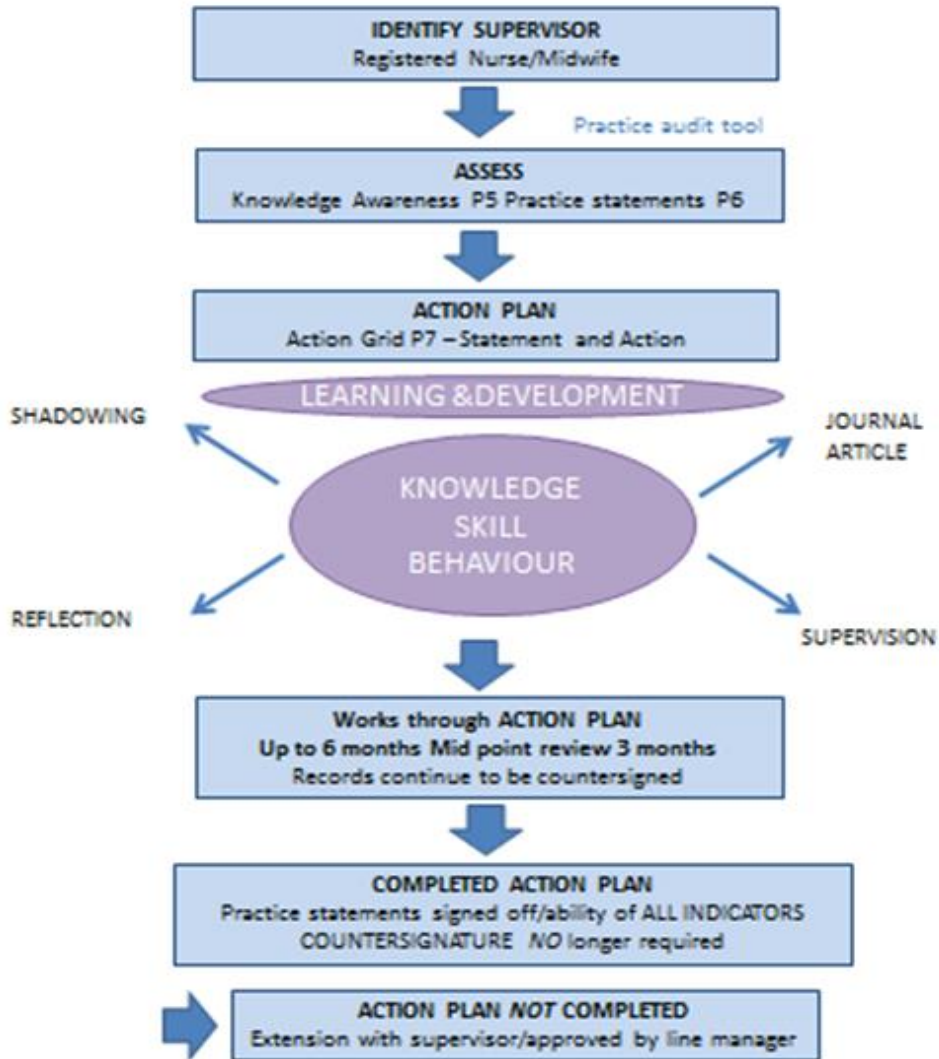 IDENTIFY SUPERVISOR
Registered Nurse/Midwife
Practice audit tool
ASSESS
Knowledge Awareness P5 Practice statements P6
ACTION PLAN
Action Grid P7 – Statement and Action
LEARNING &DEVELOPMENT
SHADOWING
JOURNAL
ARTICLE
KNOWLEDGE
SKILL
BEHAVIOUR
REFLECTION
SUPERVISION
Works through ACTION PLAN
Up to 6 months Mid point review 3 months
Records continue to be countersigned
COMPLETED ACTION PLAN
Practice statements signed off/ability of ALL INDICATORS
COUNTERSIGNATURE NO longer required
ACTION PLAN NOT COMPLETED
Extension with supervisor/approved by line manager